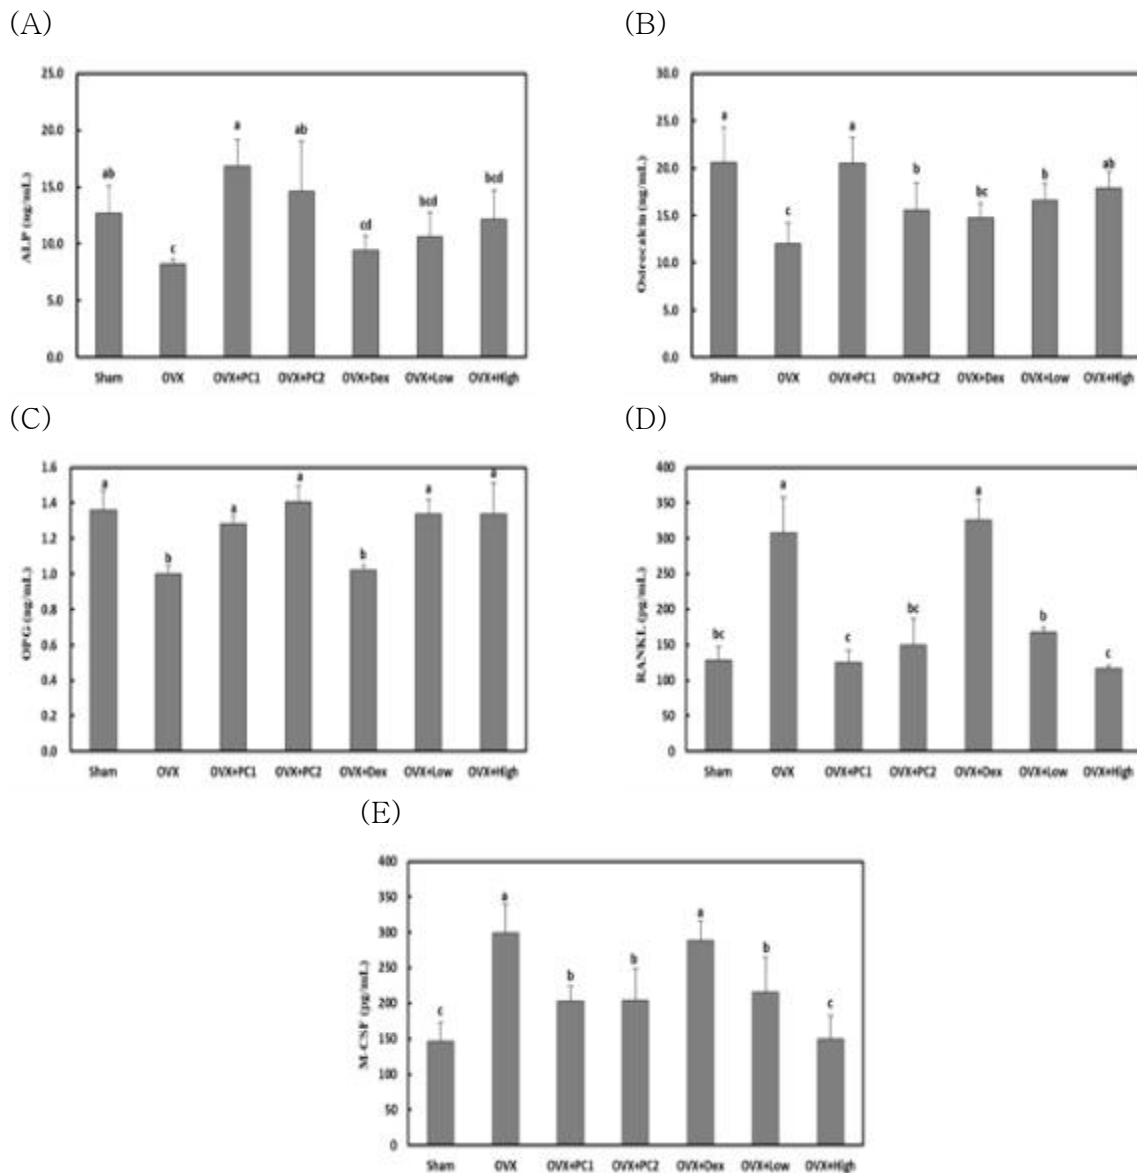 (A)
25.0
20.0
15.0
10.0
5.0
0.0
ALP (ng/mL)
ab
c
a
ab
cd
bcd
bcd
Sham OVX OVX+PC1 OVX+PC2 OVX+Dex OVX+Low OVX+High
(B)
30.0
25.0
20.0
15.0
10.0
5.0
0.0
Osteocalcin (ng/mL)
a
c
a
b
bc
b
ab
Sham OVX OVX+PC1 OVX+PC2 OVX+Dex OVX+Low OVX+High
(C)
1.6
1.4
1.2
1.0
0.8
0.6
0.4
0.2
0.0
OPG (ng/mL)
a
b
a
a
b
a
a
Sham OVX OVX+PC1 OVX+PC2 OVX+Dex OVX+Low OVX+High
(D)
400
350
300
250
200
150
100
50
0
RANKL (pg/mL)
bc
a
c
bc
a
b
c
Sham OVX OVX+PC1 OVX+PC2 OVX+Dex OVX+Low OVX+High
(E)
400
350
300
250
200
150
100
50
0
M-CSF (pg/mL)
c
a
b
b
a
b
c
Sham OVX OVX+PC1 OVX+PC2 OVX+Dex OVX+Low OVX+High